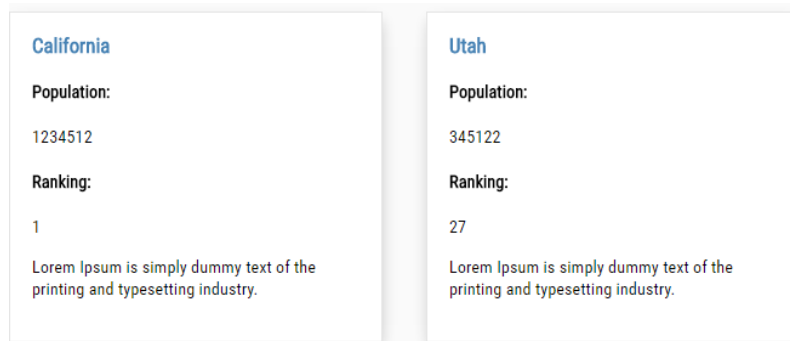 California
Population:
1234512
Ranking:
1
Lorem Ipsum is simply dummy text of the
printing and typesetting industry.
Utah
Population:
345122
Ranking:
27
Lorem Ipsum is simply dummy text of the
printing and typesetting industry.